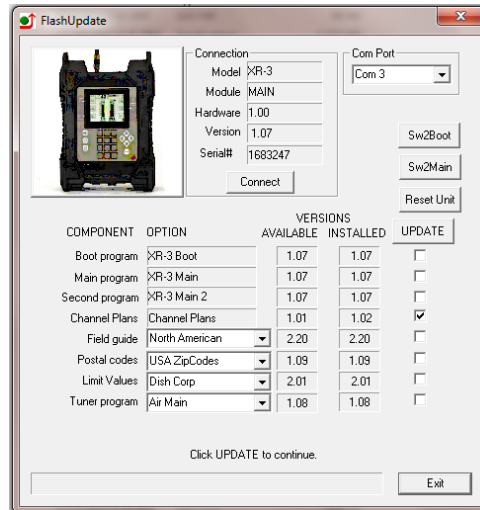 FlashUpdate
Connection
Com Port
Model XR-3
Com 3
Module MAIN
Hardware 1.00
Version 1.07
Sw2Boot
Serial# 1683247
Sw2Main
Connect
Reset Unit
VERSIONS
COMPONENT OPTION AVAILABLE INSTALLED UPDATE
Boot program XR-3 Boot 1.07 1.07
Main program XR-3 Main 1.07 1.07
Second program XR-3 Main 2 1.07 1.07
Channel Plans Channel Plans 1.01 1.02
Field guide North American 2.20 2.20
Postal codes USA ZipCodes 1.09 1.09
Limit Values Dish Corp 2.01 2.01
Tuner program Air Main 1.08 1.08
Click UPDATE to continue.
Exit